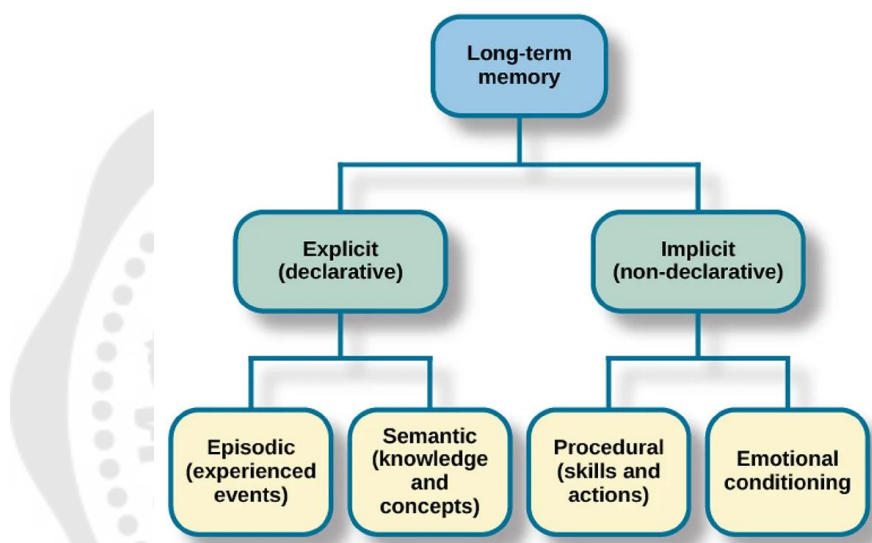 Long-term
memory
Explicit
(declarative)
Implicit
(non-declarative)
Episodic
(experienced
events)
Semantic
(knowledge
and
concepts)
Procedural
(skills and
actions)
Emotional
conditioning